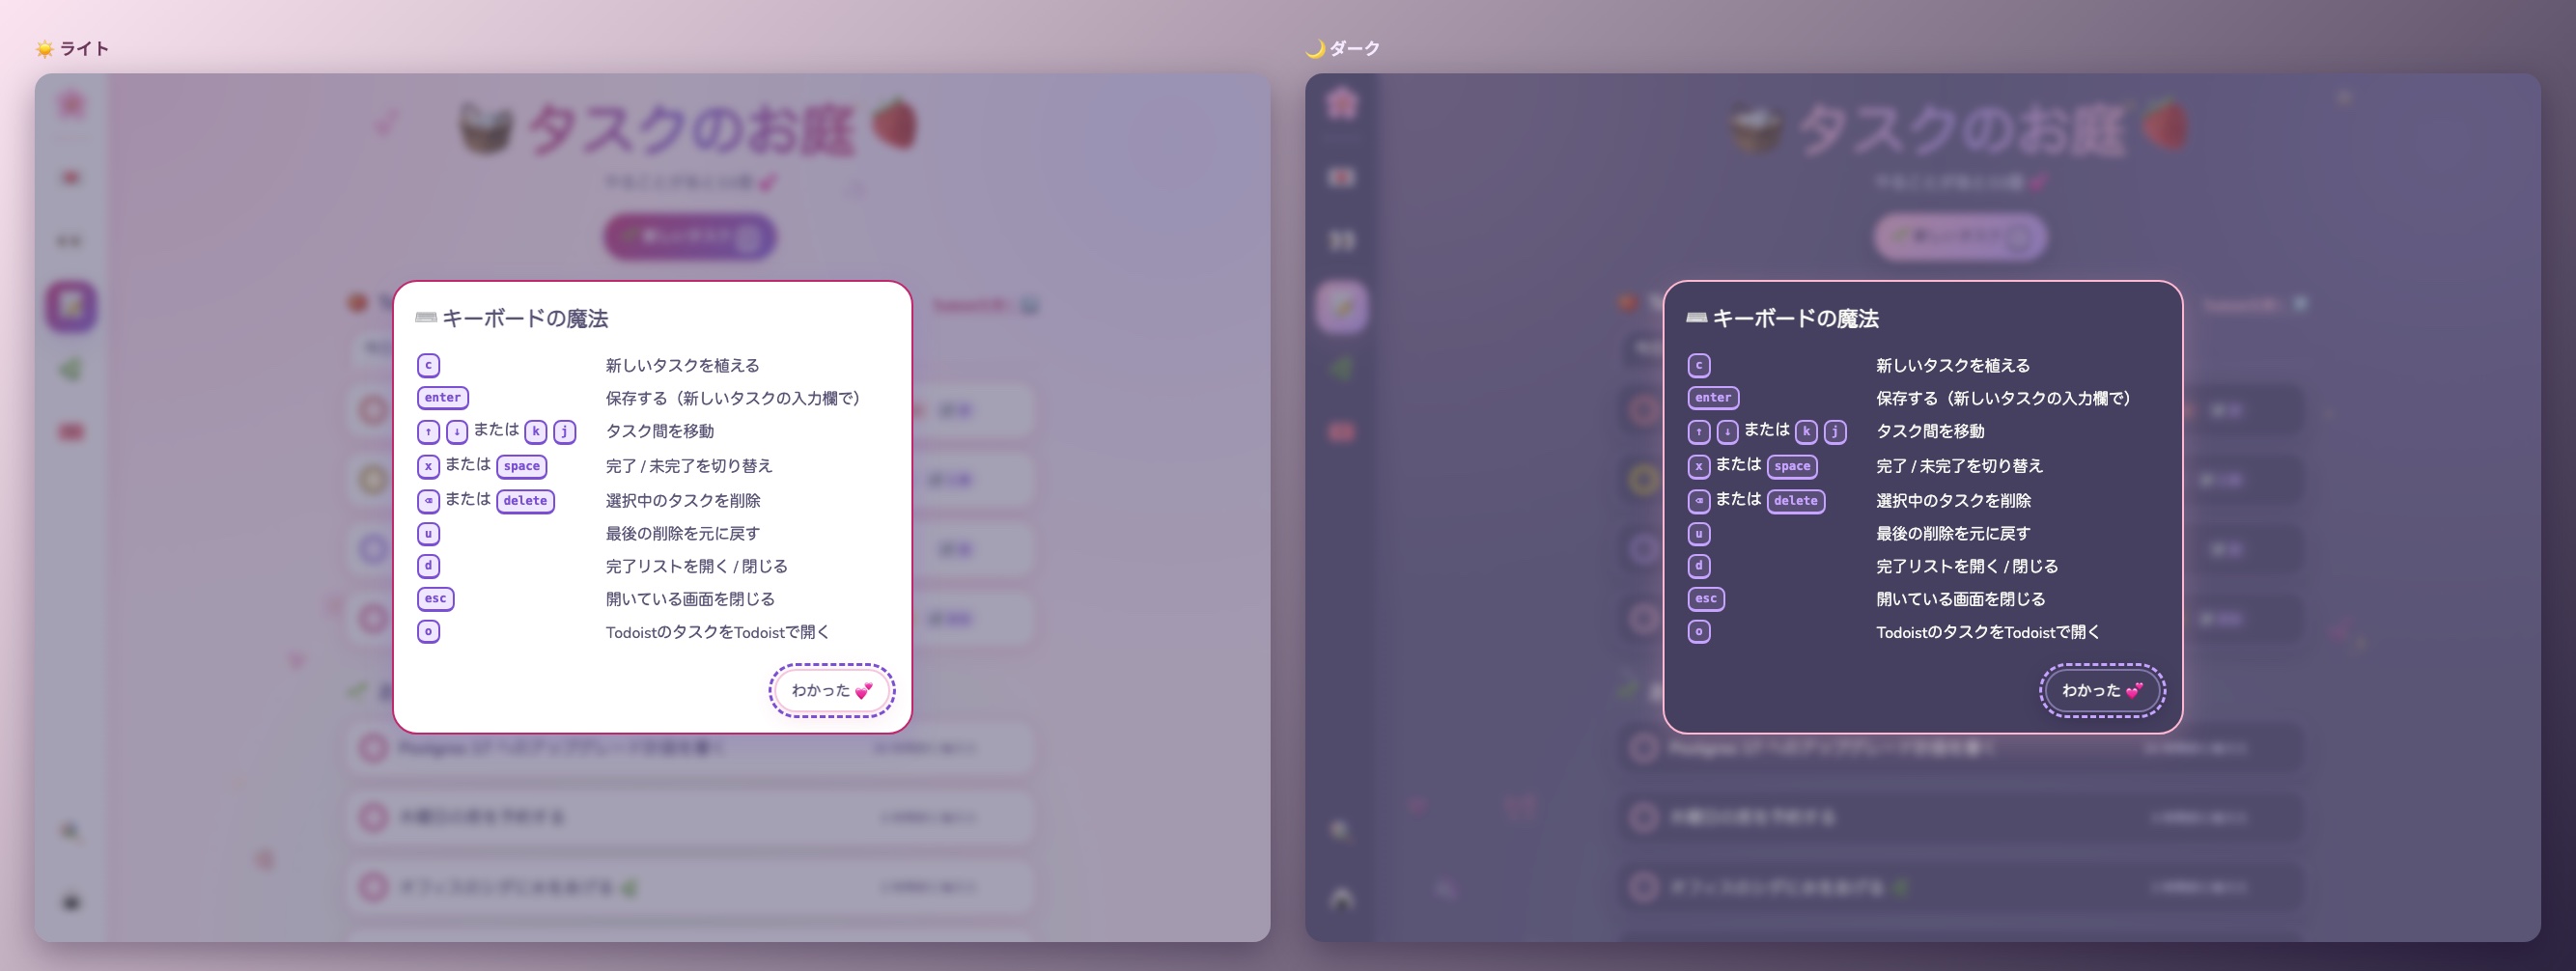 ☀️ ライト
タスクのお庭
⌨️ キーボードの魔法
c 新しいタスクを植える
enter 保存する（新しいタスクの入力欄で）
↑ ↓ または k j タスク間を移動
x または space 完了 / 未完了を切り替え
⌫ または delete 選択中のタスクを削除
u 最後の削除を元に戻す
d 完了リストを開く / 閉じる
esc 開いている画面を閉じる
o TodoistのタスクをTodoistで開く
わかった 💕
🌙 ダーク
タスクのお庭
⌨️ キーボードの魔法
c 新しいタスクを植える
enter 保存する（新しいタスクの入力欄で）
↑ ↓ または k j タスク間を移動
x または space 完了 / 未完了を切り替え
⌫ または delete 選択中のタスクを削除
u 最後の削除を元に戻す
d 完了リストを開く / 閉じる
esc 開いている画面を閉じる
o TodoistのタスクをTodoistで開く
わかった 💕